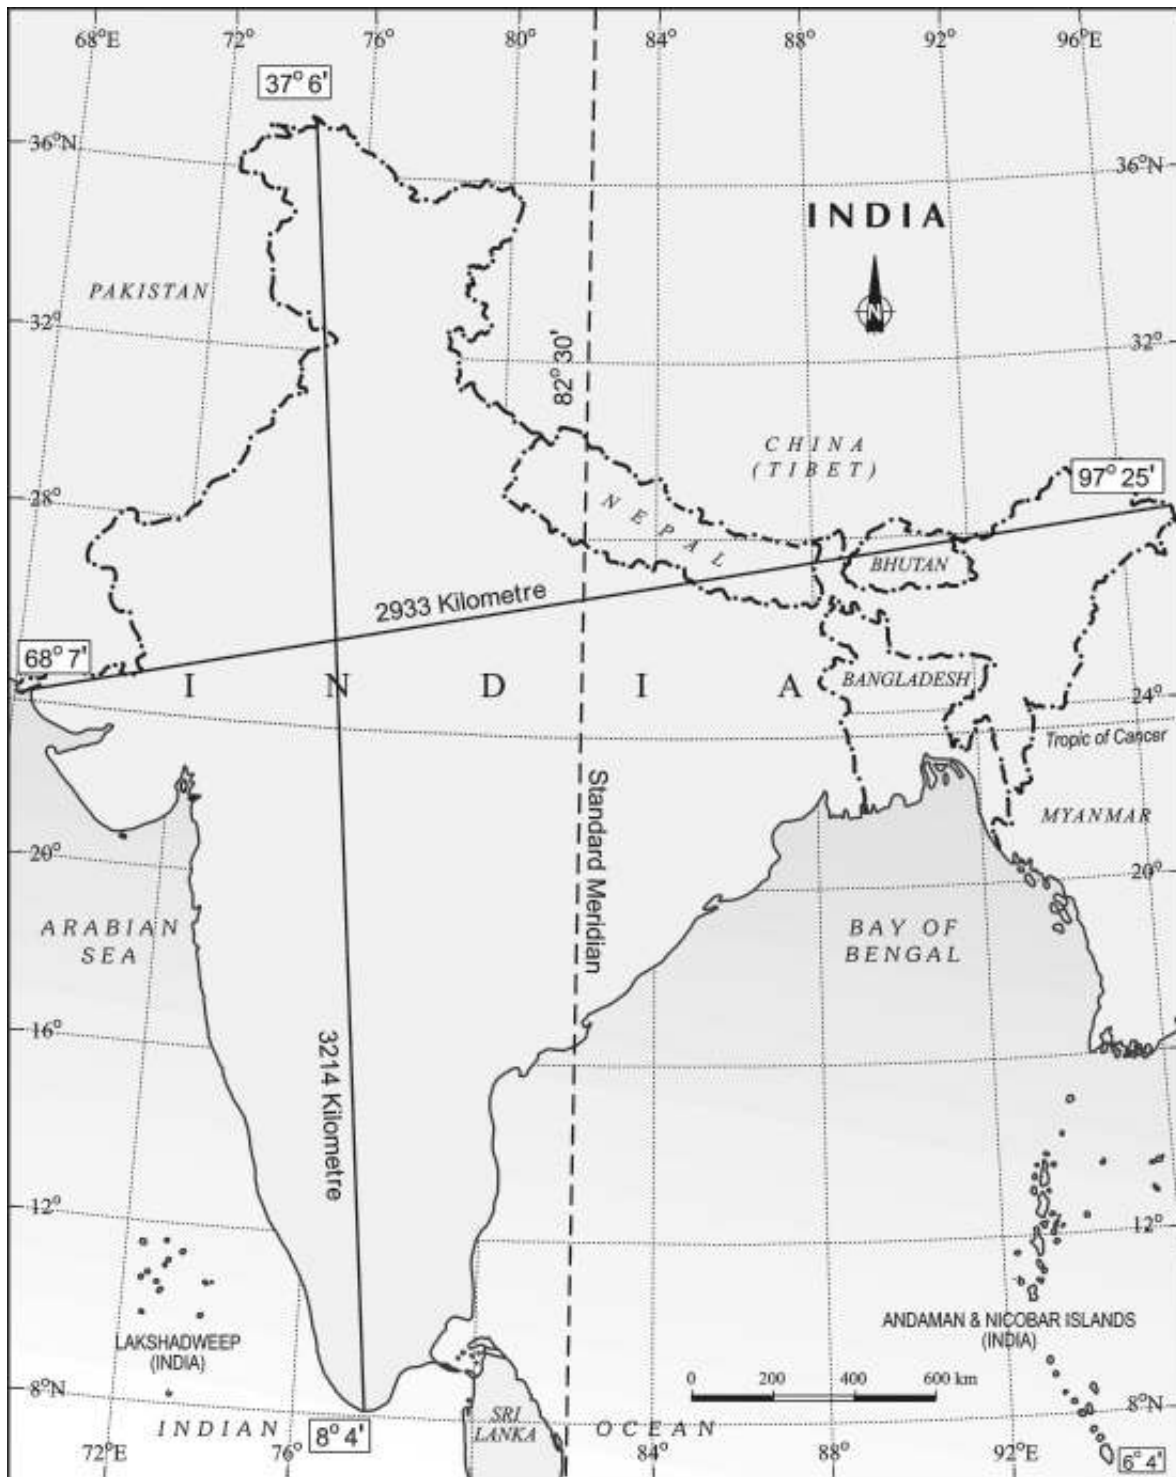 68°E 72° 76° 80° 84° 88° 92° 96°E
37° 6'
36°N
36°N
INDIA
N
PAKISTAN
32°
32°
82° 30'
CHINA
(TIBET)
97° 25'
28°
NEPAL
BHUTAN
2933 Kilometre
68° 7'
I N D I A
BANGLADESH
24°
Tropic of Cancer
Standard Meridian
MYANMAR
20°
20°
ARABIAN
SEA
BAY OF
BENGAL
16°
3214 Kilometre
12°
12°
LAKSHADWEEP
(INDIA)
ANDAMAN & NICOBAR ISLANDS
(INDIA)
0 200 400 600 km
8°N
8°N
INDIAN OCEAN
8° 4'
SRI
LANKA
6° 4'
72°E 76° 84° 88° 92°E